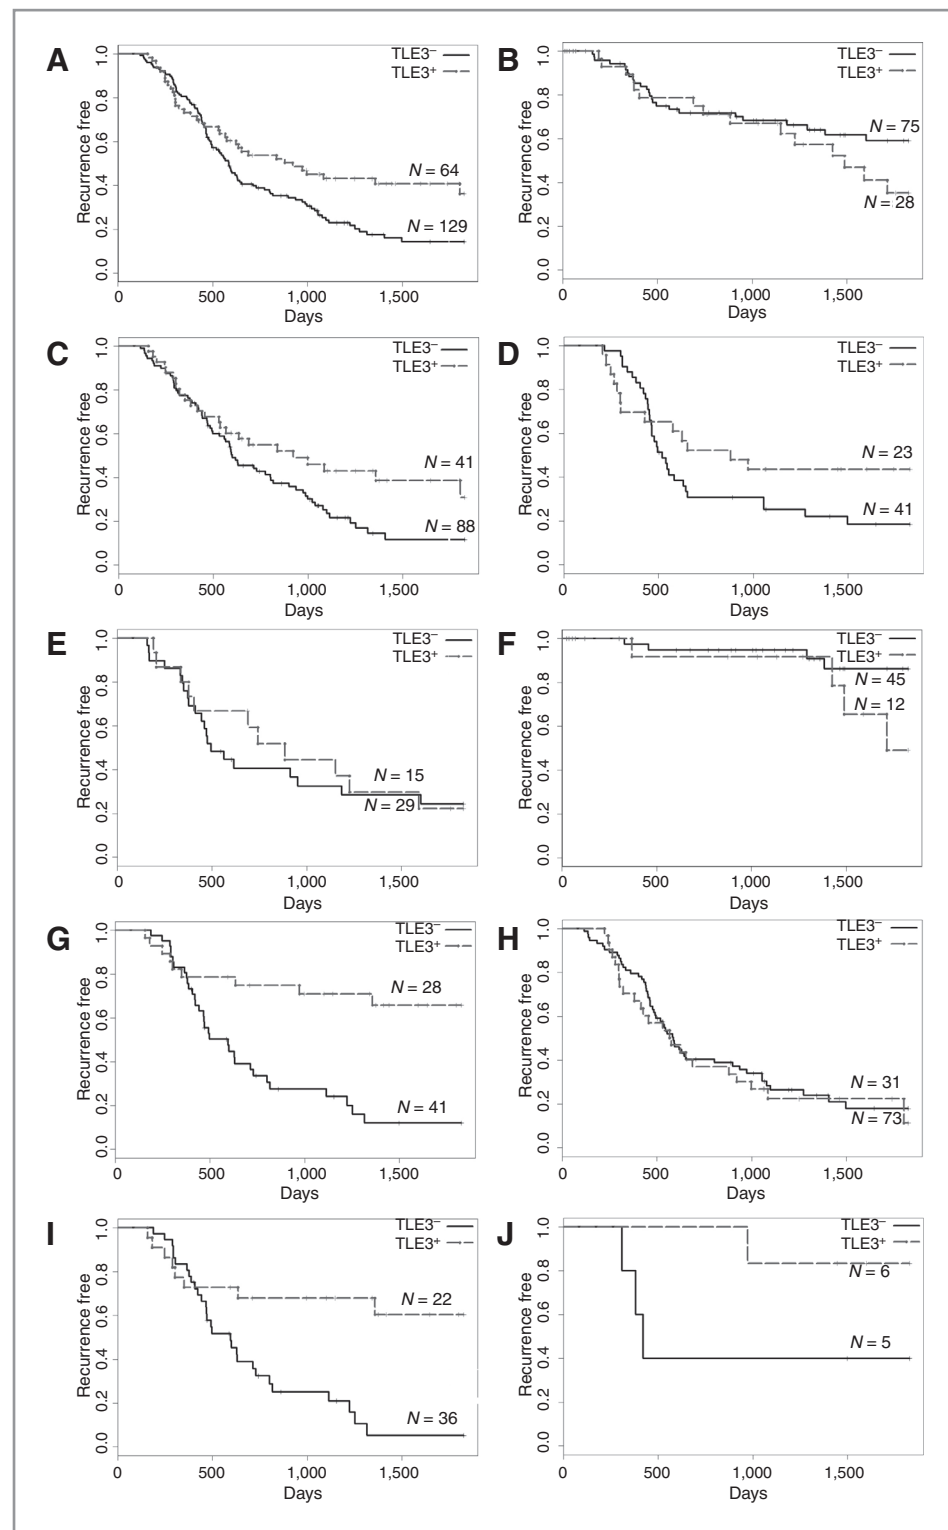 A
TLE3–
TLE3+
Recurrence free
0.0 0.2 0.4 0.6 0.8 1.0
N = 64
N = 129
0 500 1,000 1,500
Days
B
TLE3–
TLE3+
Recurrence free
0.0 0.2 0.4 0.6 0.8 1.0
N = 75
N = 28
0 500 1,000 1,500
Days
C
TLE3–
TLE3+
Recurrence free
0.0 0.2 0.4 0.6 0.8 1.0
N = 41
N = 88
0 500 1,000 1,500
Days
D
TLE3–
TLE3+
Recurrence free
0.0 0.2 0.4 0.6 0.8 1.0
N = 23
N = 41
0 500 1,000 1,500
Days
E
TLE3–
TLE3+
Recurrence free
0.0 0.2 0.4 0.6 0.8 1.0
N = 15
N = 29
0 500 1,000 1,500
Days
F
TLE3–
TLE3+
Recurrence free
0.0 0.2 0.4 0.6 0.8 1.0
N = 45
N = 12
0 500 1,000 1,500
Days
G
TLE3–
TLE3+
Recurrence free
0.0 0.2 0.4 0.6 0.8 1.0
N = 28
N = 41
0 500 1,000 1,500
Days
H
TLE3–
TLE3+
Recurrence free
0.0 0.2 0.4 0.6 0.8 1.0
N = 31
N = 73
0 500 1,000 1,500
Days
I
TLE3–
TLE3+
Recurrence free
0.0 0.2 0.4 0.6 0.8 1.0
N = 22
N = 36
0 500 1,000 1,500
Days
J
TLE3–
TLE3+
Recurrence free
0.0 0.2 0.4 0.6 0.8 1.0
N = 6
N = 5
0 500 1,000 1,500
Days